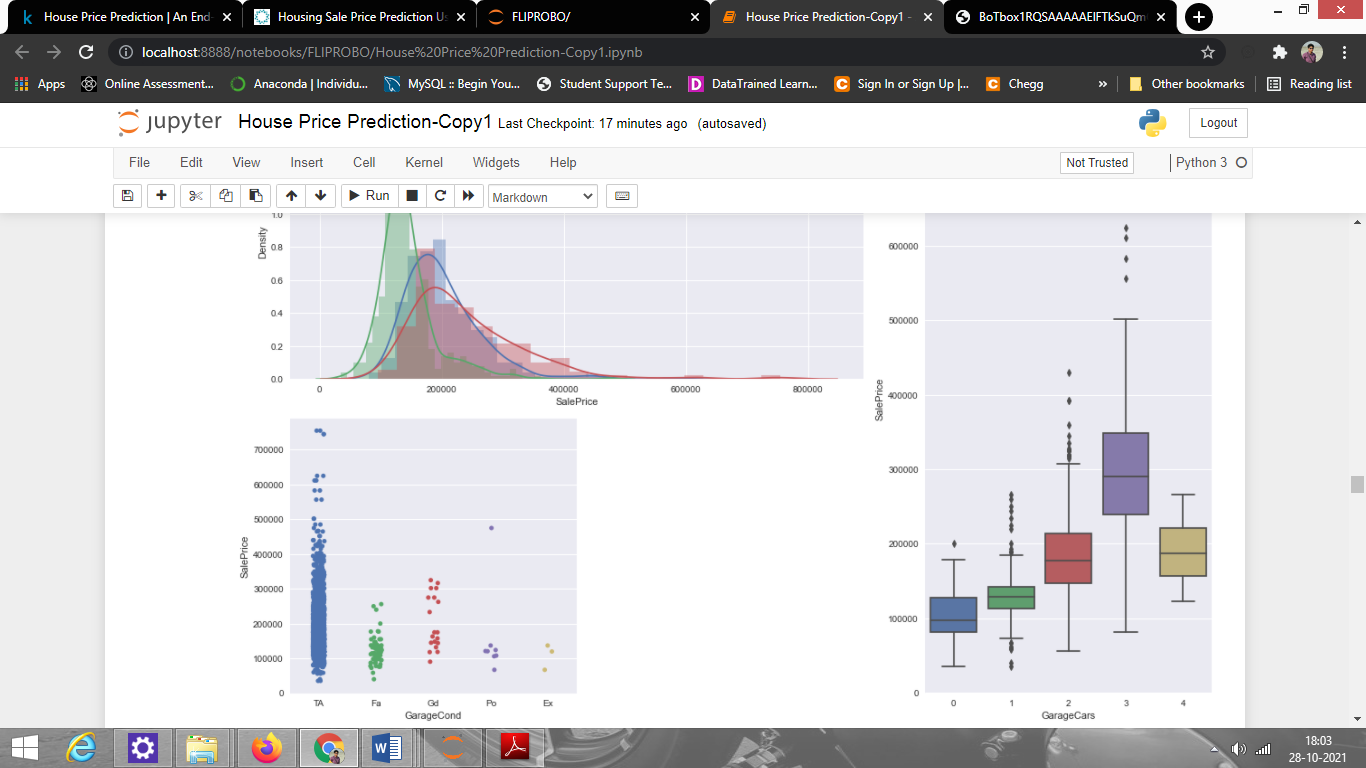 House Price Prediction | An End
Housing Sale Price Prediction Us
FLIPROBO/
House Price Prediction-Copy1 -
BoTbox1RQSAAAAAElFTkSuQm
localhost:8888/notebooks/FLIPROBO/House%20Price%20Prediction-Copy1.ipynb
Apps Online Assessment... Anaconda | Individu... MySQL :: Begin You... Student Support Te... DataTrained Learn... Sign In or Sign Up |... Chegg » Other bookmarks Reading list
jupyter House Price Prediction-Copy1 Last Checkpoint: 17 minutes ago (autosaved) Logout
File Edit View Insert Cell Kernel Widgets Help Not Trusted Python 3
Run Markdown
1.0
0.8
0.6
0.4
0.2
0.0
Density
0 200000 400000 600000 800000
SalePrice
700000
600000
500000
400000
300000
200000
100000
0
SalePrice
TA Fa Gd Po Ex
GarageCond
600000
500000
400000
300000
200000
100000
0
SalePrice
0 1 2 3 4
GarageCars
18:03
28-10-2021